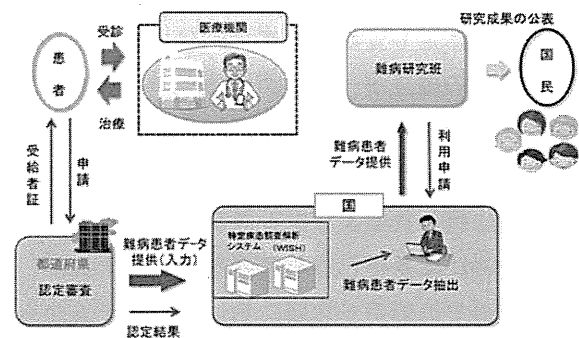 研究成果の公表
患者
受診
治療
医療機関
難病研究班
国民
受給者証
申請
難病患者
データ提供
利用申請
国
特定疾患調査解析
システム (WISH)
難病患者データ抽出
都道府県
認定審査
難病患者データ
提供(入力)
認定結果